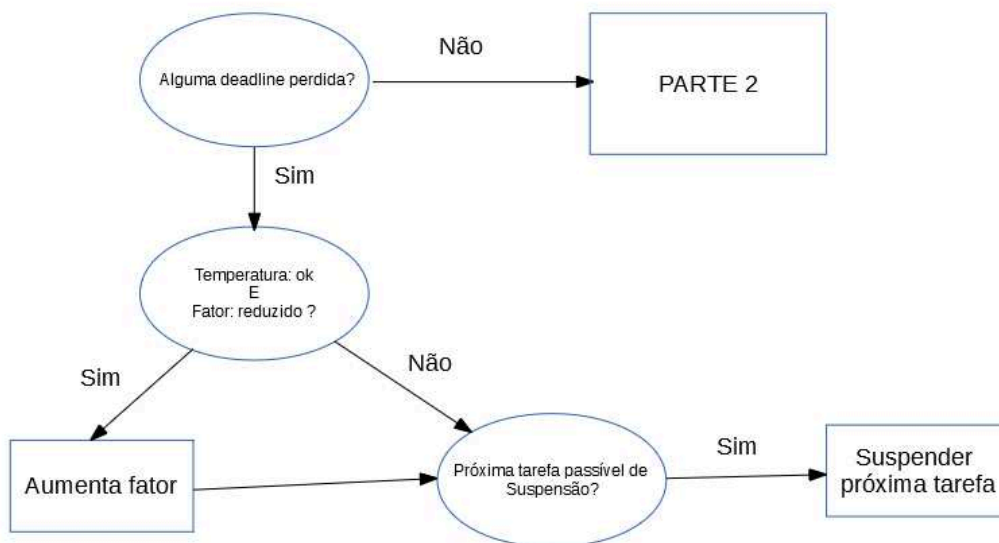 Alguma deadline perdida?
Não
PARTE 2
Sim
Temperatura: ok
E
Fator: reduzido ?
Sim
Não
Aumenta fator
Próxima tarefa passível de
Suspensão?
Sim
Suspender
próxima tarefa